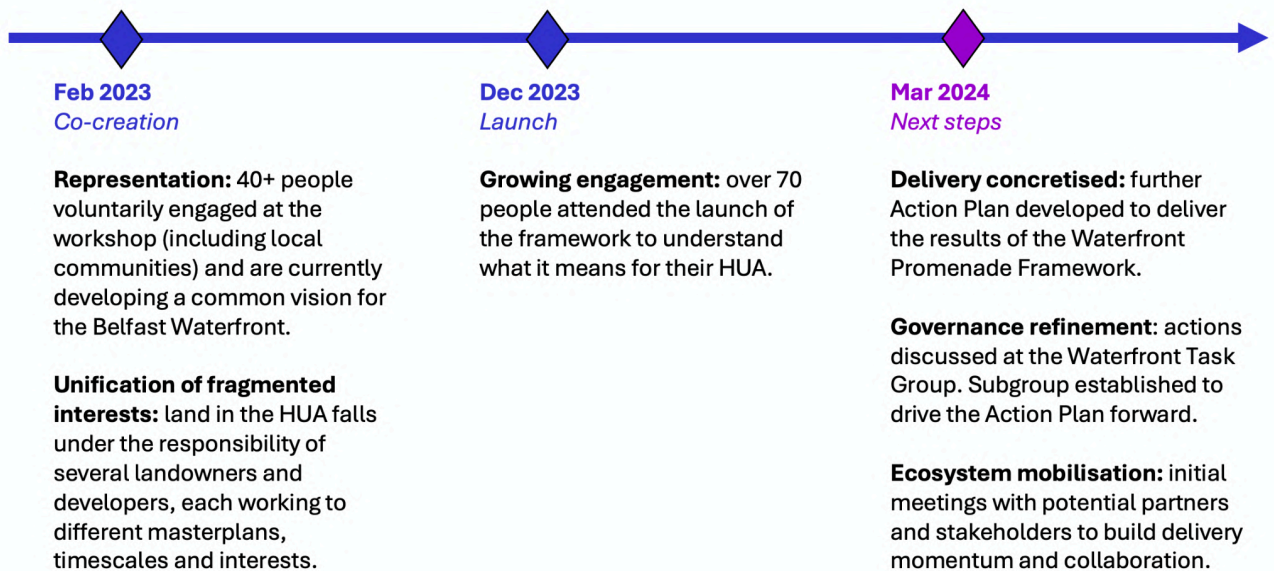 Feb 2023
Co-creation
Representation: 40+ people
voluntarily engaged at the
workshop (including local
communities) and are currently
developing a common vision for
the Belfast Waterfront.
Unification of fragmented
interests: land in the HUA falls
under the responsibility of
several landowners and
developers, each working to
different masterplans,
timescales and interests.
Dec 2023
Launch
Growing engagement: over 70
people attended the launch of
the framework to understand
what it means for their HUA.
Mar 2024
Next steps
Delivery concretised: further
Action Plan developed to deliver
the results of the Waterfront
Promenade Framework.
Governance refinement: actions
discussed at the Waterfront Task
Group. Subgroup established to
drive the Action Plan forward.
Ecosystem mobilisation: initial
meetings with potential partners
and stakeholders to build delivery
momentum and collaboration.